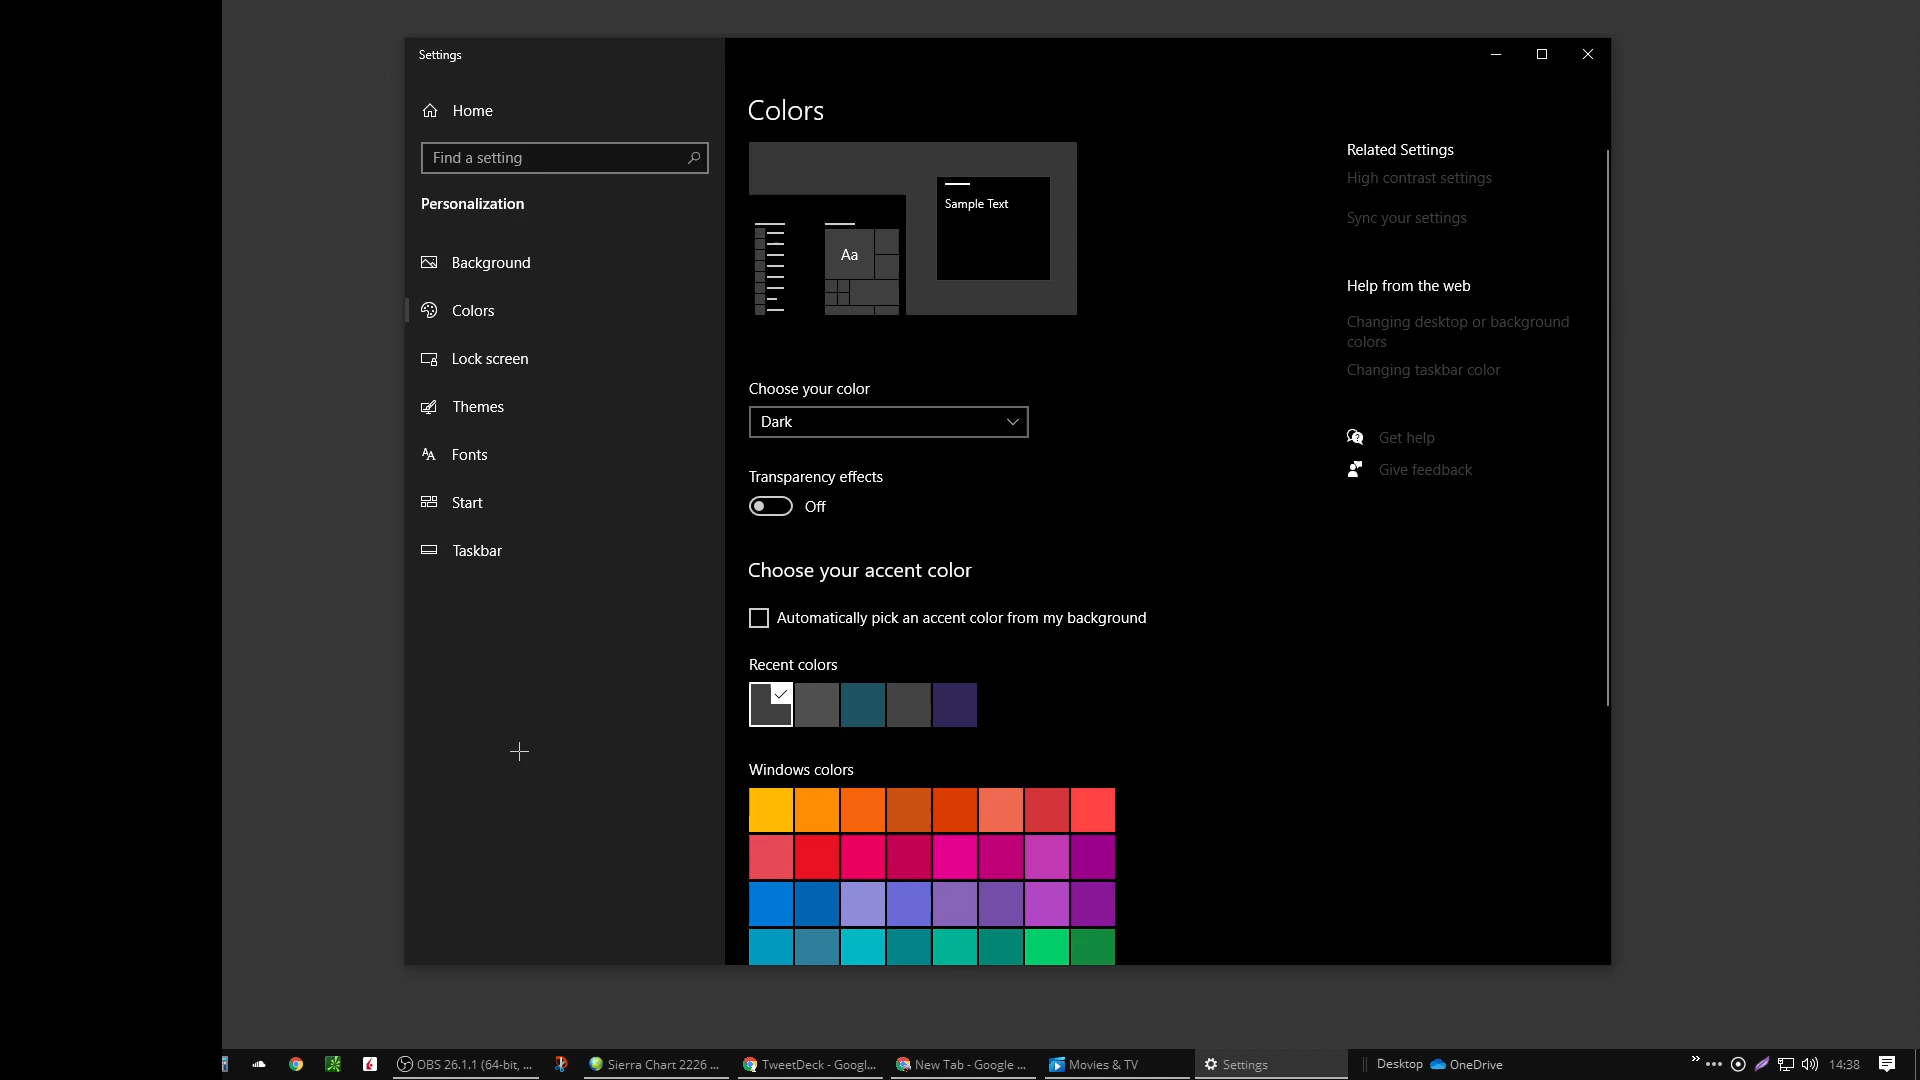 Settings
Home
Find a setting
Personalization
Background
Colors
Lock screen
Themes
Fonts
Start
Taskbar
Colors
Sample Text
Aa
Choose your color
Dark
Transparency effects
Off
Choose your accent color
Automatically pick an accent color from my background
Recent colors
Windows colors
Related Settings
High contrast settings
Sync your settings
Help from the web
Changing desktop or background
colors
Changing taskbar color
Get help
Give feedback
OBS 26.1.1 (64-bit, ...
Sierra Chart 2226 ...
TweetDeck - Googl...
New Tab - Google ...
Movies & TV
Settings
Desktop
OneDrive
14:38